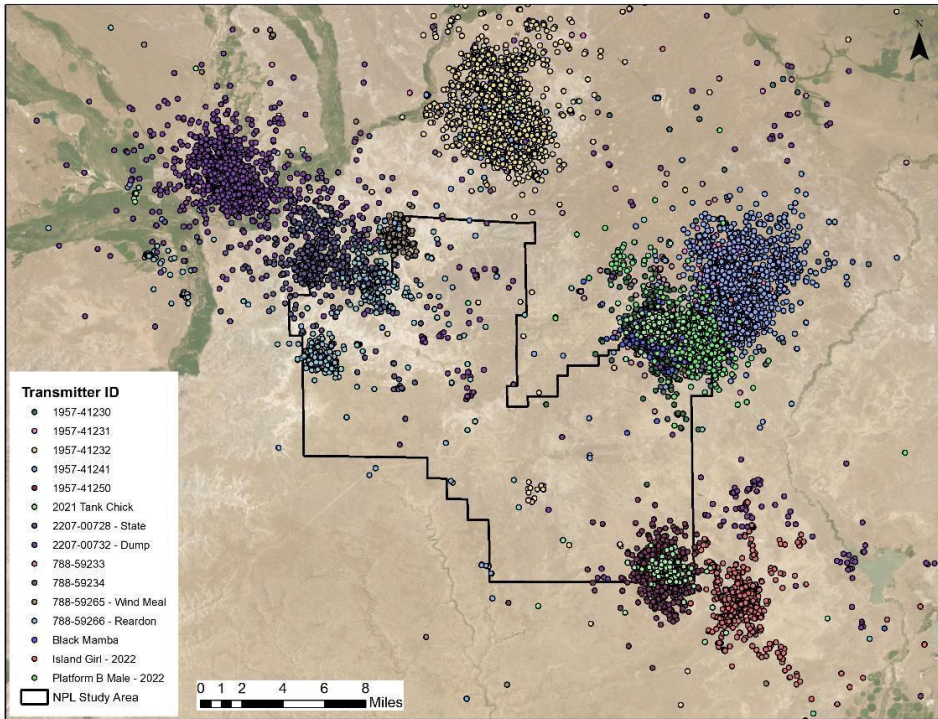 N
Transmitter ID
1957-41230
1957-41231
1957-41232
1957-41241
1957-41250
2021 Tank Chick
2207-00728 - State
2207-00732 - Dump
788-59233
788-59234
788-59265 - Wind Meal
788-59266 - Reardon
Black Mamba
Island Girl - 2022
Platform B Male - 2022
NPL Study Area
0 1 2 4 6 8
Miles